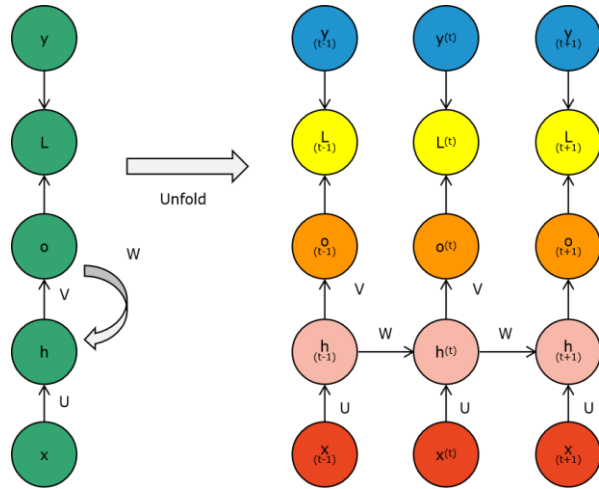 y
y
(t-1)
y(t)
y
(t+1)
L
L
(t-1)
L(t)
L
(t+1)
Unfold
o
W
o
(t-1)
o(t)
o
(t+1)
V
V
V
h
h
(t-1)
W
h(t)
W
h
(t+1)
U
U
U
U
x
x
(t-1)
x(t)
x
(t+1)